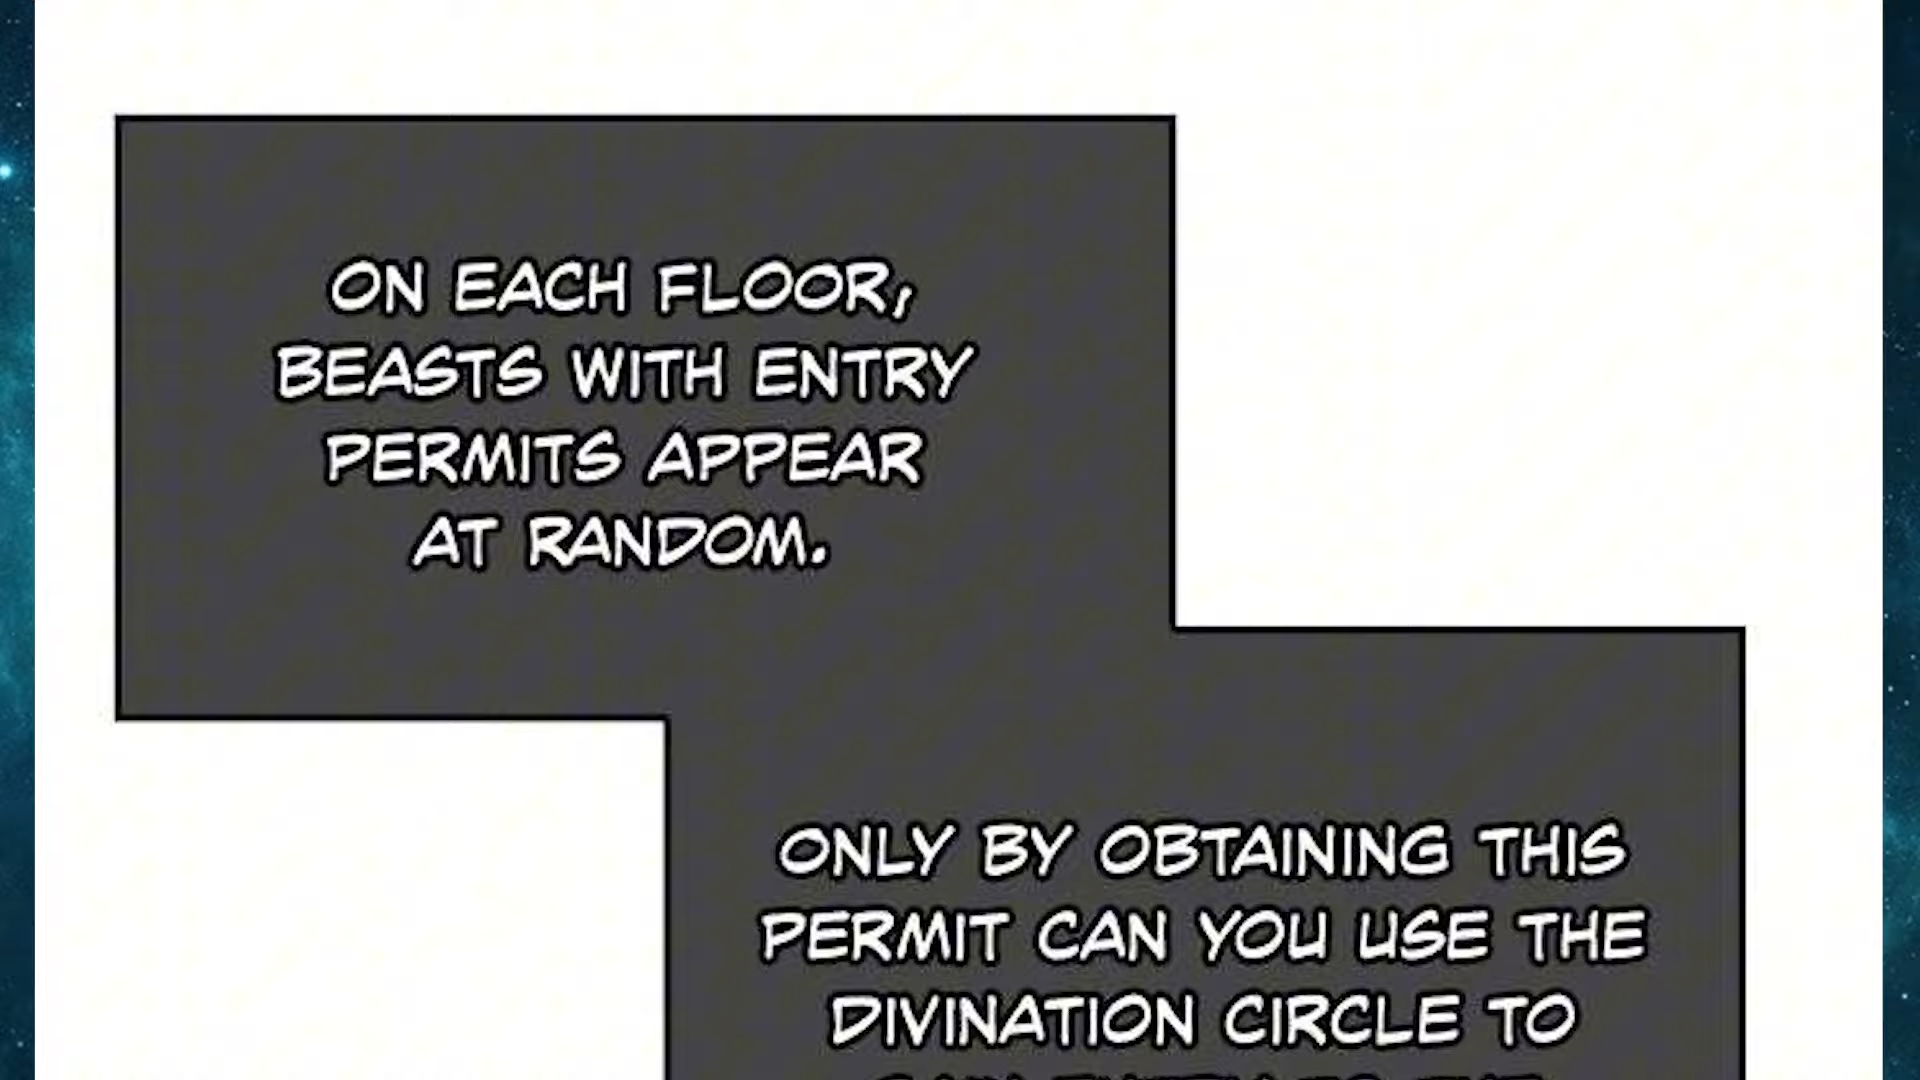 ON EACH FLOOR,
BEASTS WITH ENTRY
PERMITS APPEAR
AT RANDOM.
ONLY BY OBTAINING THIS
PERMIT CAN YOU USE THE
DIVINATION CIRCLE TO